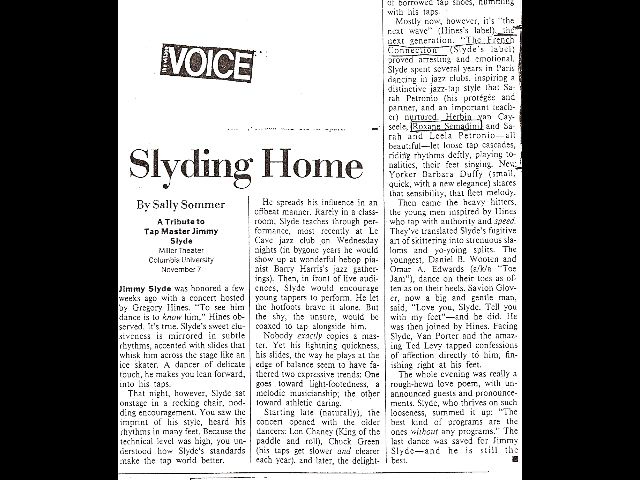 VOICE
Slyding Home
By Sally Sommer
A Tribute to
Tap Master Jimmy
Slyde
Miller Theater
Columbia University
November 7
Jimmy Slyde was honored a few
weeks ago with a concert hosted
by Gregory Hines. "To see him
dance is to know him," Hines ob-
served. It's true. Slyde's sweet elu-
siveness is mirrored in subtle
rhythms, accented with slides that
whisk him across the stage like an
ice skater. A dancer of delicate
touch, he makes you lean forward,
into his taps.
That night, however, Slyde sat
onstage in a rocking chair, nod-
ding encouragement. You saw the
imprint of his style, heard his
rhythms in many feet. Because the
technical level was high, you un-
derstood how Slyde's standards
make the tap world better.
He spreads his influence in an
offbeat manner. Rarely in a class-
room, Slyde teaches through per-
formance, most recently at Le
Cave jazz club on Wednesday
nights (in bygone years he would
show up at wonderful bebop pia-
nist Barry Harris's jazz gather-
ings). Then, in front of live audi-
ences, Slyde would encourage
young tappers to perform. He let
the hotfoots brave it alone. But
the shy, the unsure, would be
coaxed to tap alongside him.
Nobody exactly copies a mas-
ter. Yet his lightning quickness,
his slides, the way he plays at the
edge of balance seem to have fa-
thered two expressive trends: One
goes toward light-footedness, a
melodic musicianship; the other
toward athletic daring.
Starting late (naturally), the
concert opened with the older
dancers: Lon Chaney (King of the
paddle and roll), Chuck Green
(his taps get slower and clearer
each year), and later, the delight-
of borrowed tap shoes, humming
with his taps.
Mostly now, however, it's "the
next wave" (Hines's label) the
next generation. "The French
Connection" (Slyde's label)
proved arresting and emotional.
Slyde spent several years in Paris
dancing in jazz clubs, inspiring a
distinctive jazz-tap style that Sa-
rah Petronio (his protégée and
partner, and an important teach-
er) nurtured. Herbin van Cay-
seele, Roxane Semadini and Sa-
rah and Leela Petronio—all
beautiful—let loose tap cascades,
riding rhythms deftly, playing to-
nalities, their feet singing. New
Yorker Barbara Duffy (small,
quick, with a new elegance) shares
that sensibility, that fleet melody.
Then came the heavy hitters,
the young men inspired by Hines
who tap with authority and speed.
They've translated Slyde's fugitive
art of skittering into strenuous sla-
loms and yo-yoing splits. The
youngest, Daniel B. Wooten and
Omar A. Edwards (a/k/a "Toe
Jam"), dance on their toes as of-
ten as on their heels. Savion Glov-
er, now a big and gentle man,
said, "Love you, Slyde. Tell you
with my feet"—and he did. He
was then joined by Hines. Facing
Slyde, Van Porter and the amaz-
ing Ted Levy tapped confessions
of affection directly to him, fin-
ishing right at his feet.
The whole evening was really a
rough-hewn love poem, with un-
announced guests and pronounce-
ments. Slyde, who thrives on such
looseness, summed it up: "The
best kind of programs are the
ones without any programs." The
last dance was saved for Jimmy
Slyde—and he is still the
best.